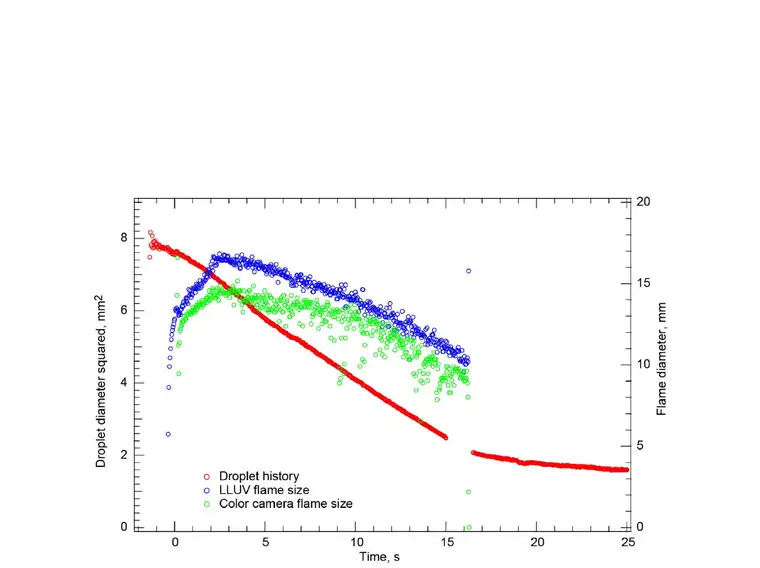 20
8
15
6
Droplet diameter squared, mm2
10
Flame diameter, mm
4
5
2
Droplet history
LLUV flame size
Color camera flame size
0
0
0
5
10
15
20
25
Time, s